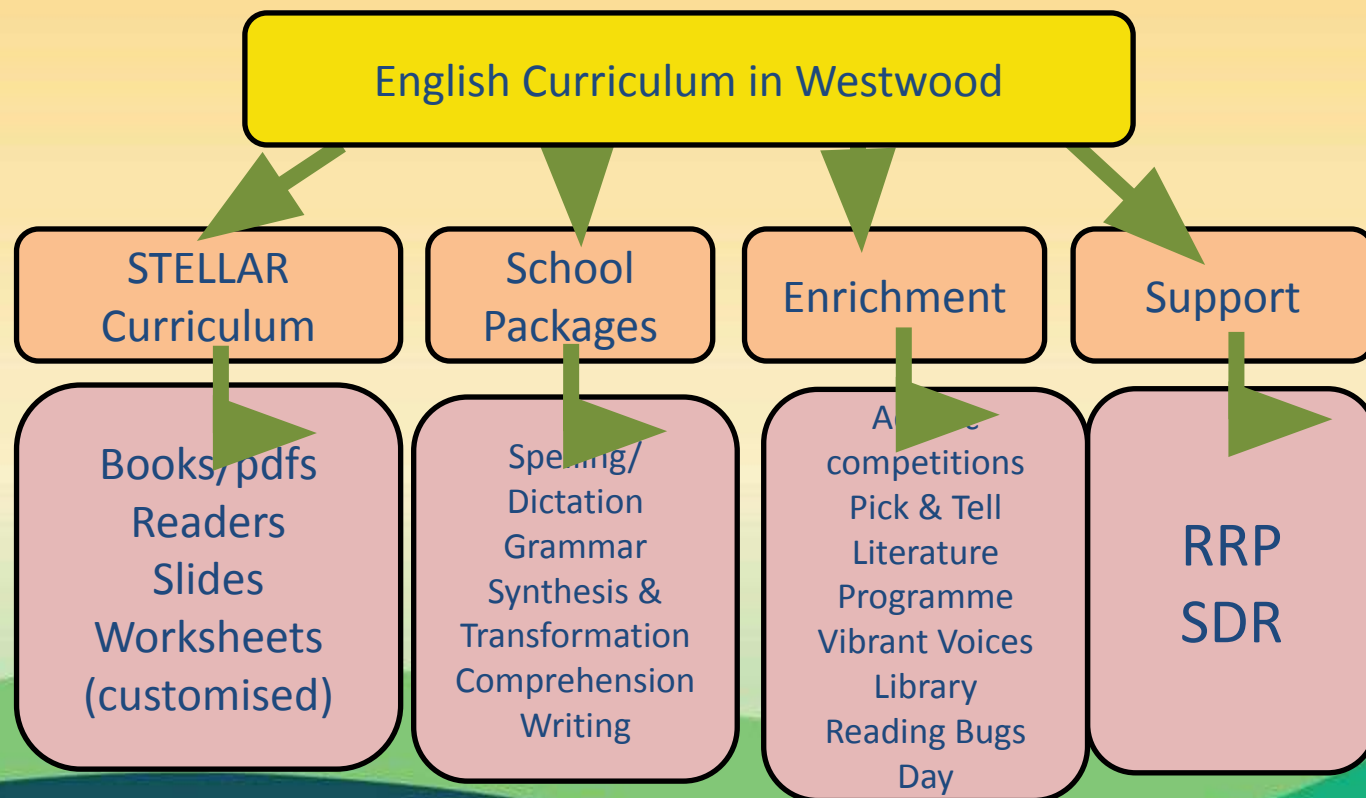 English Curriculum in Westwood
STELLAR
Curriculum
School
Packages
Enrichment
Support
Books/pdfs
Readers
Slides
Worksheets
(customised)
Spelling/
Dictation
Grammar
Synthesis &
Transformation
Comprehension
Writing
competitions
Pick & Tell
Literature
Programme
Vibrant Voices
Library
Reading Bugs
Day
RRP
SDR